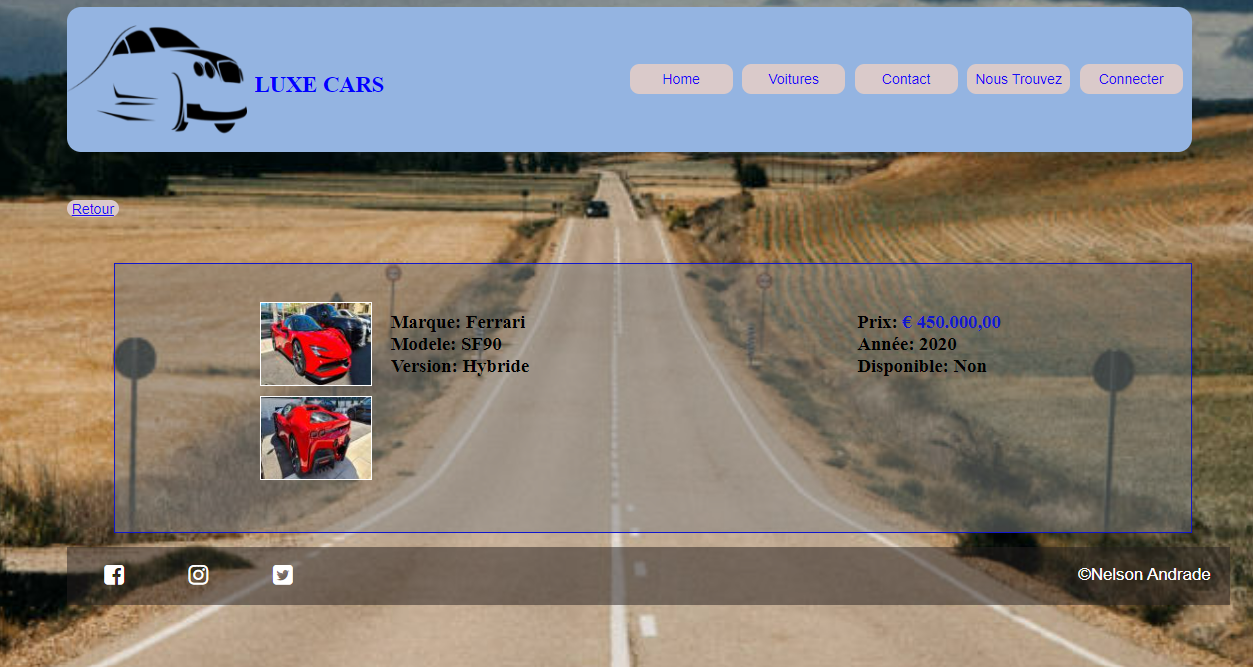 LUXE CARS
Home
Voitures
Contact
Nous Trouvez
Connecter
Retour
Marque: Ferrari
Modele: SF90
Version: Hybride
Prix: € 450.000,00
Année: 2020
Disponible: Non
©Nelson Andrade